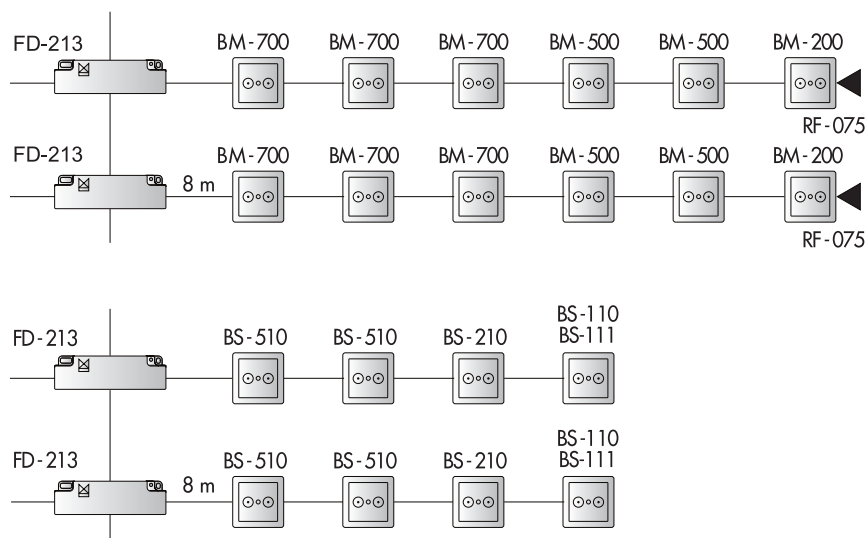 FD-213 BM-700 BM-700 BM-700 BM-500 BM-500 BM-200
RF-075
FD-213 8 m BM-700 BM-700 BM-700 BM-500 BM-500 BM-200
RF-075
BS-110
FD-213 BS-510 BS-510 BS-210 BS-111
BS-110
FD-213 8 m BS-510 BS-510 BS-210 BS-111